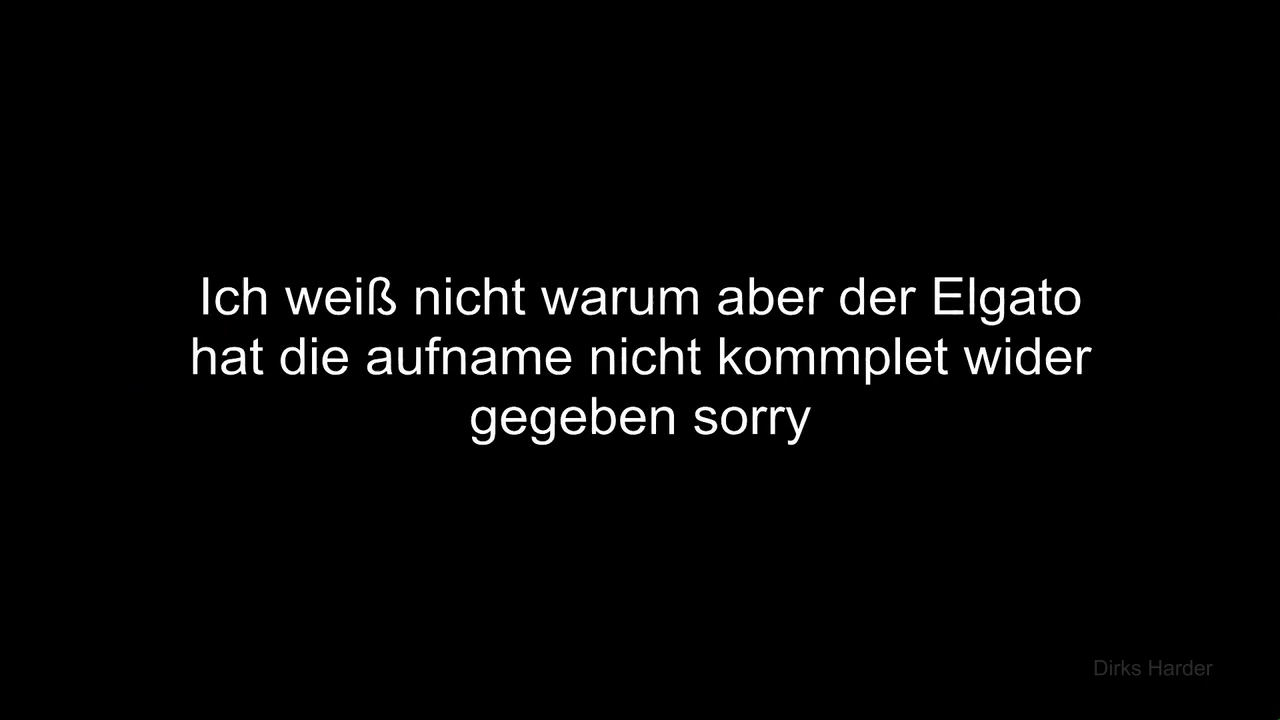 Ich weiß nicht warum aber der Elgato
hat die aufname nicht kommplet wider
gegeben sorry
Dirks Harder